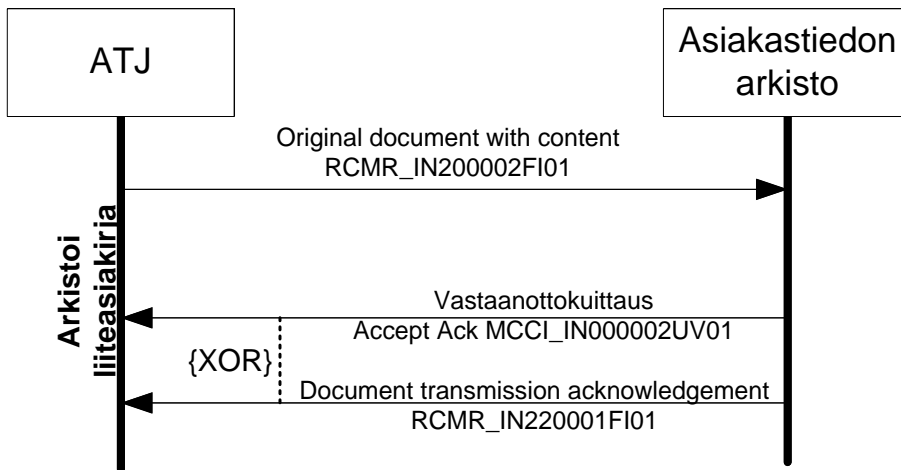 ATJ
Asiakastiedon
arkisto
Original document with content
RCMR_IN200002FI01
Arkistoi
liiteasiakirja
Vastaanottokuittaus
Accept Ack MCCI_IN000002UV01
{XOR}
Document transmission acknowledgement
RCMR_IN220001FI01